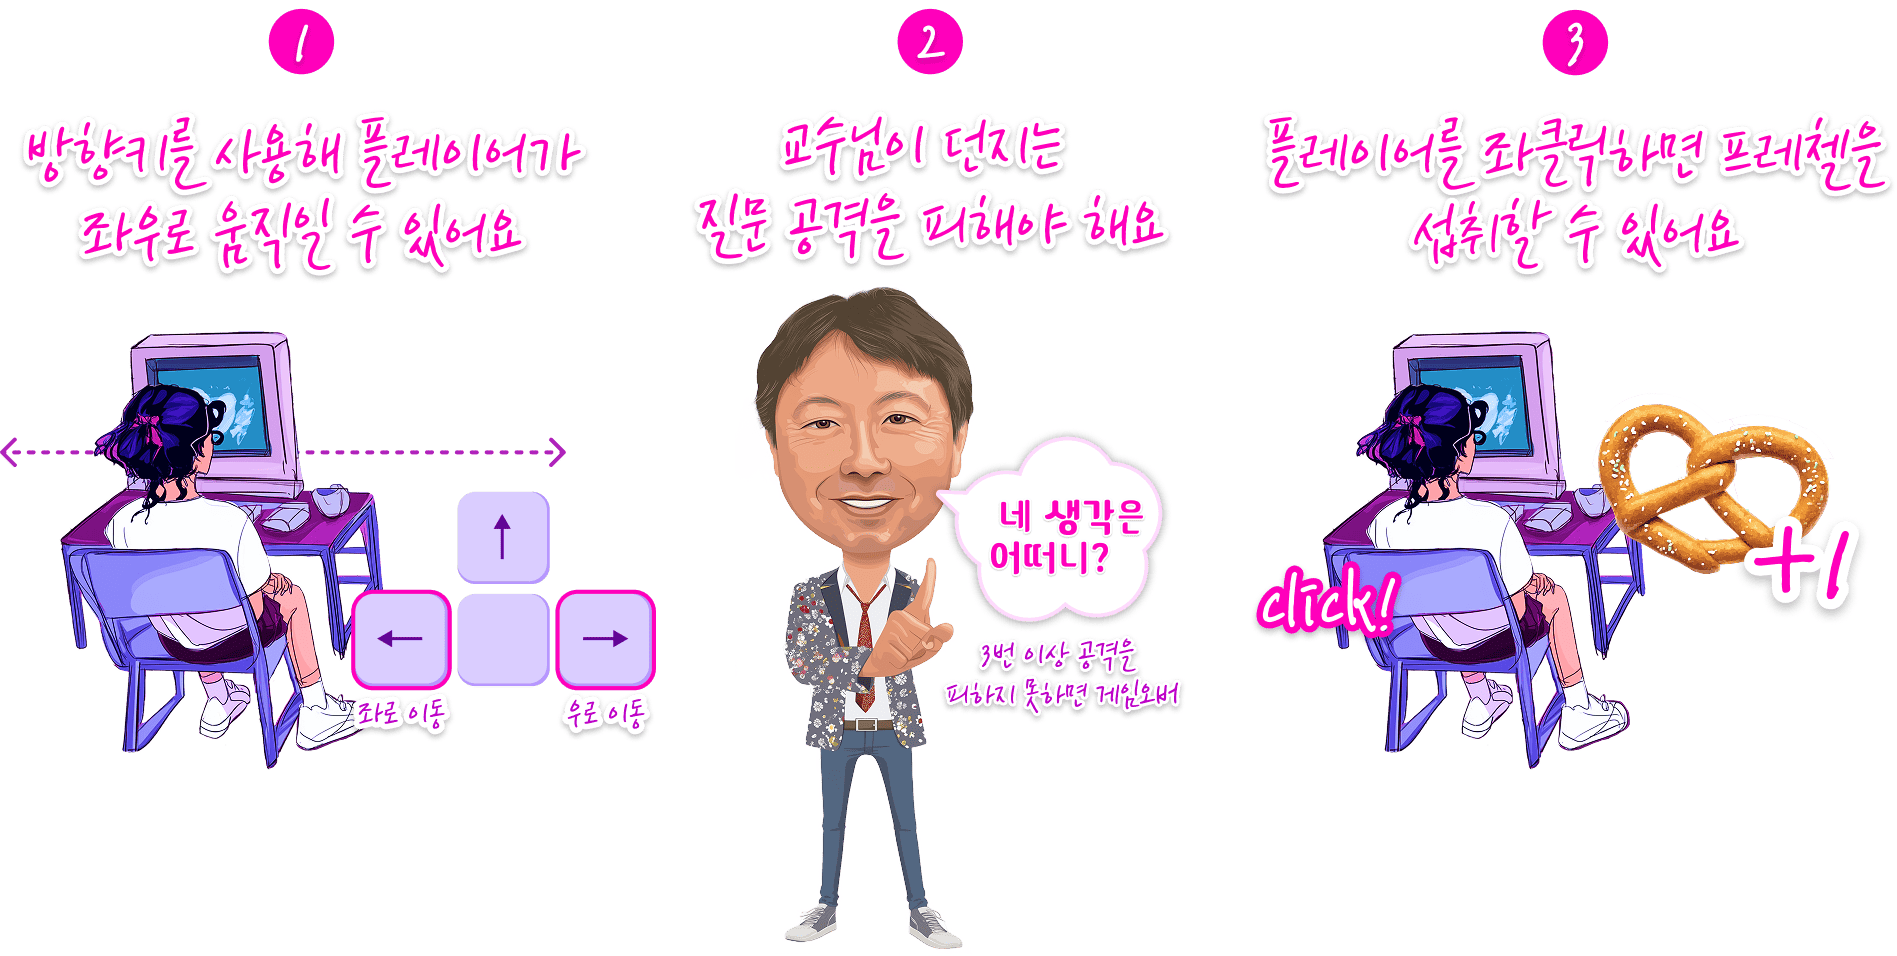 1
방향키를 사용해 플레이어가
좌우로 움직일 수 있어요
좌로 이동
우로 이동
2
교수님이 던지는
질문 공격을 피해야 해요
네 생각은
어떠니?
3번 이상 공격을
피하지 못하면 게임오버
3
플레이어를 좌클릭하면 프레첼을
섭취할 수 있어요
click!
+1